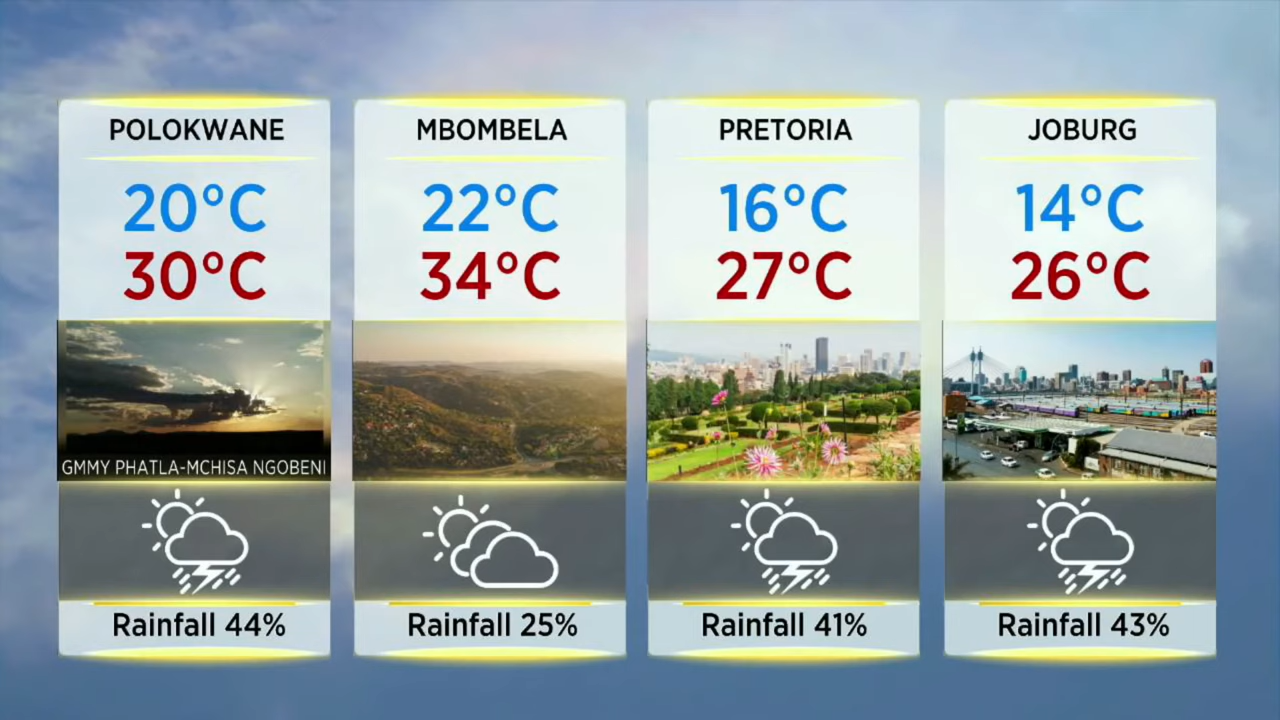 POLOKWANE
20°C
30°C
GMMY PHATLA-MCHISA NGOBENI
Rainfall 44%
MBOMBELA
22°C
34°C
Rainfall 25%
PRETORIA
16°C
27°C
Rainfall 41%
JOBURG
14°C
26°C
Rainfall 43%